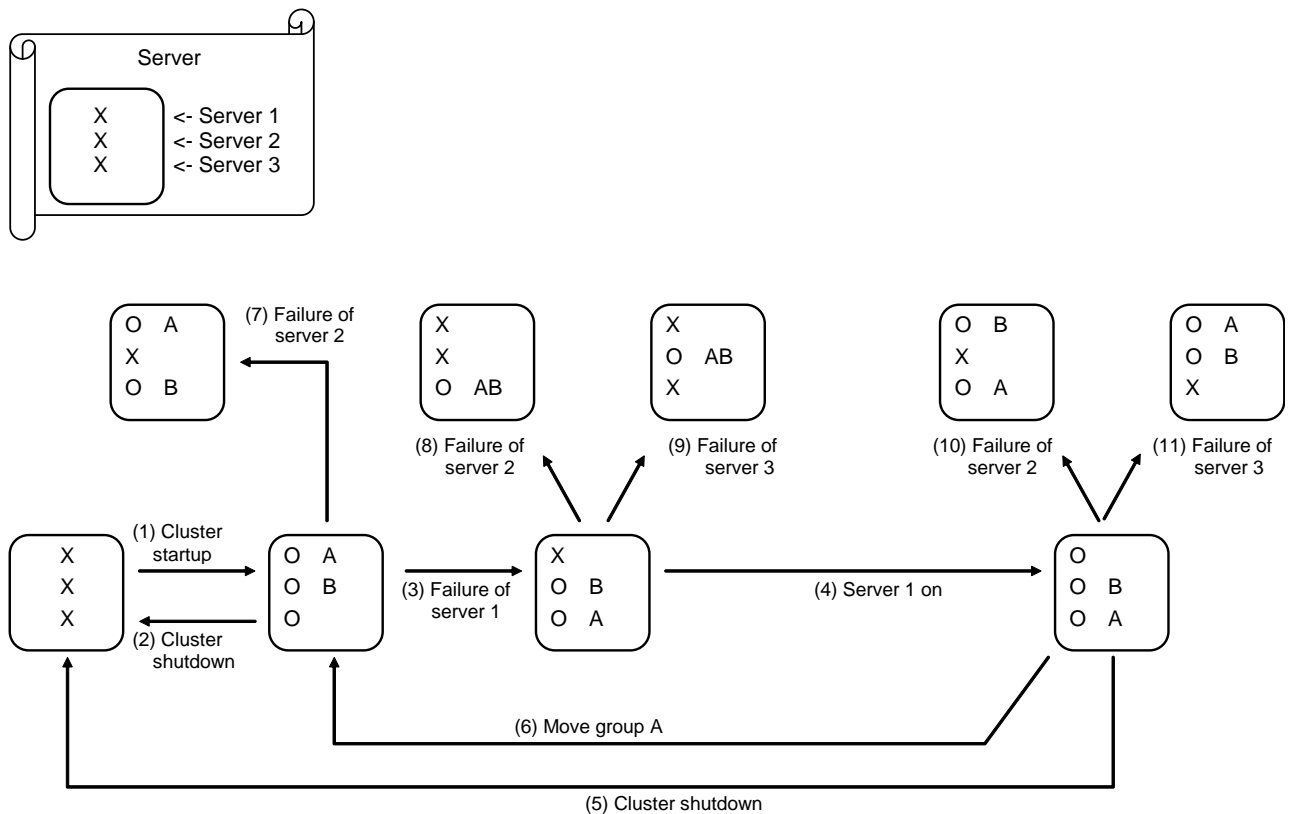 Server
X <- Server 1
X <- Server 2
X <- Server 3
O A
X
O B
(7) Failure of
server 2
X
X
O AB
X
O AB
X
O B
X
O A
O A
O B
X
(8) Failure of
server 2
(9) Failure of
server 3
(10) Failure of
server 2
(11) Failure of
server 3
X
X
X
(1) Cluster
startup
(2) Cluster
shutdown
O A
O B
O
(3) Failure of
server 1
X
O B
O A
(4) Server 1 on
O
O B
O A
(6) Move group A
(5) Cluster shutdown